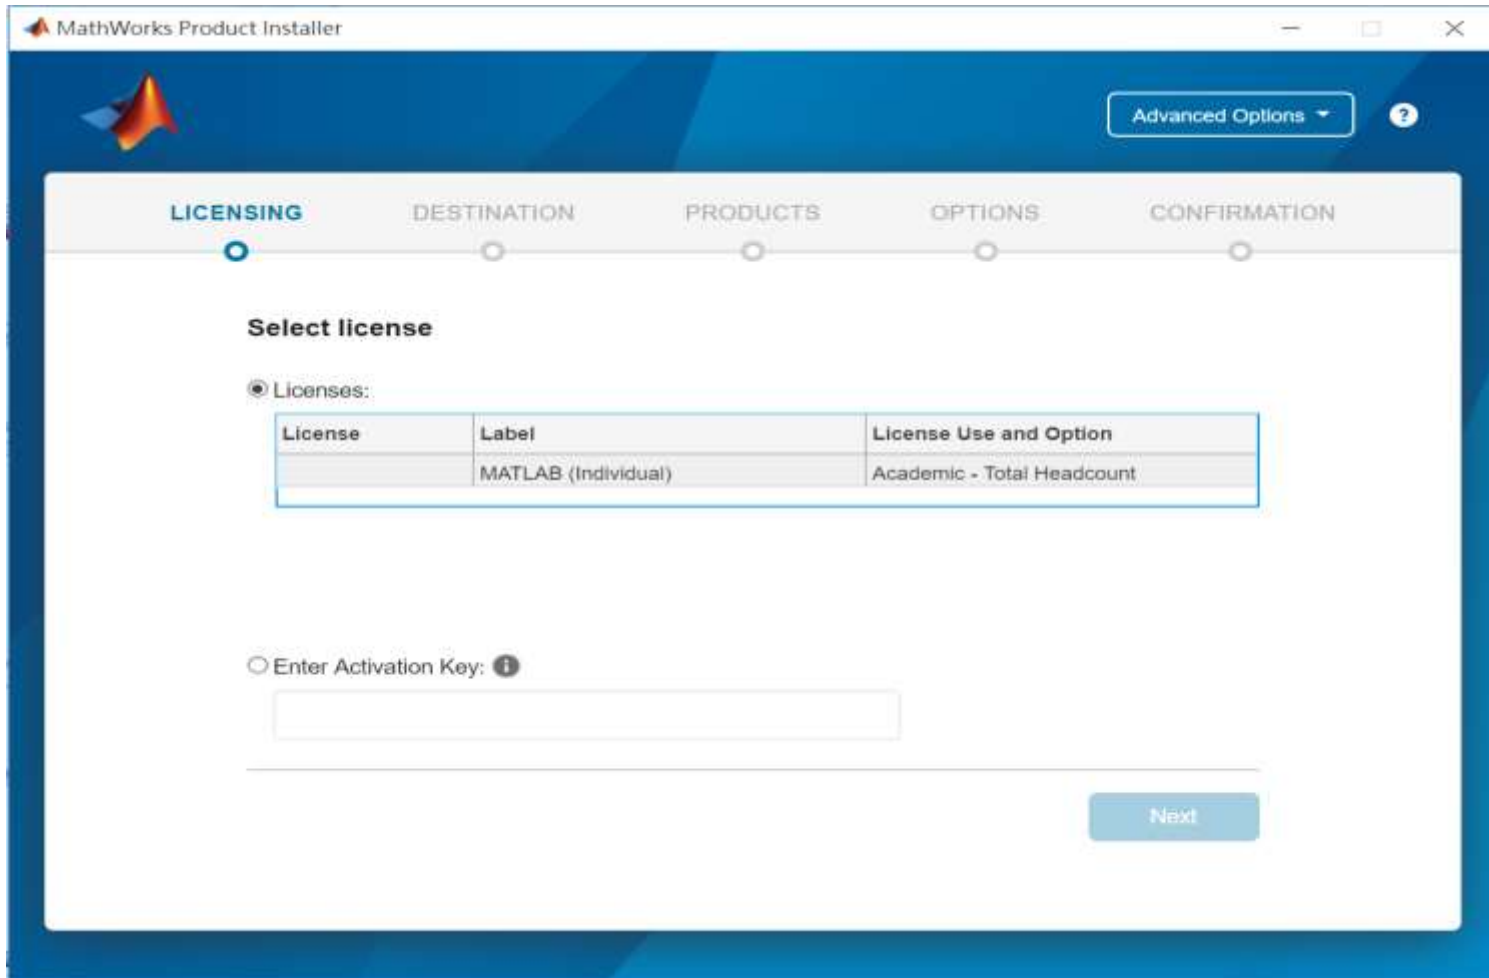 MathWorks Product Installer
Advanced Options
?
LICENSING DESTINATION PRODUCTS OPTIONS CONFIRMATION
Select license
Licenses:
License Label License Use and Option
MATLAB (Individual) Academic - Total Headcount
Enter Activation Key:
Next